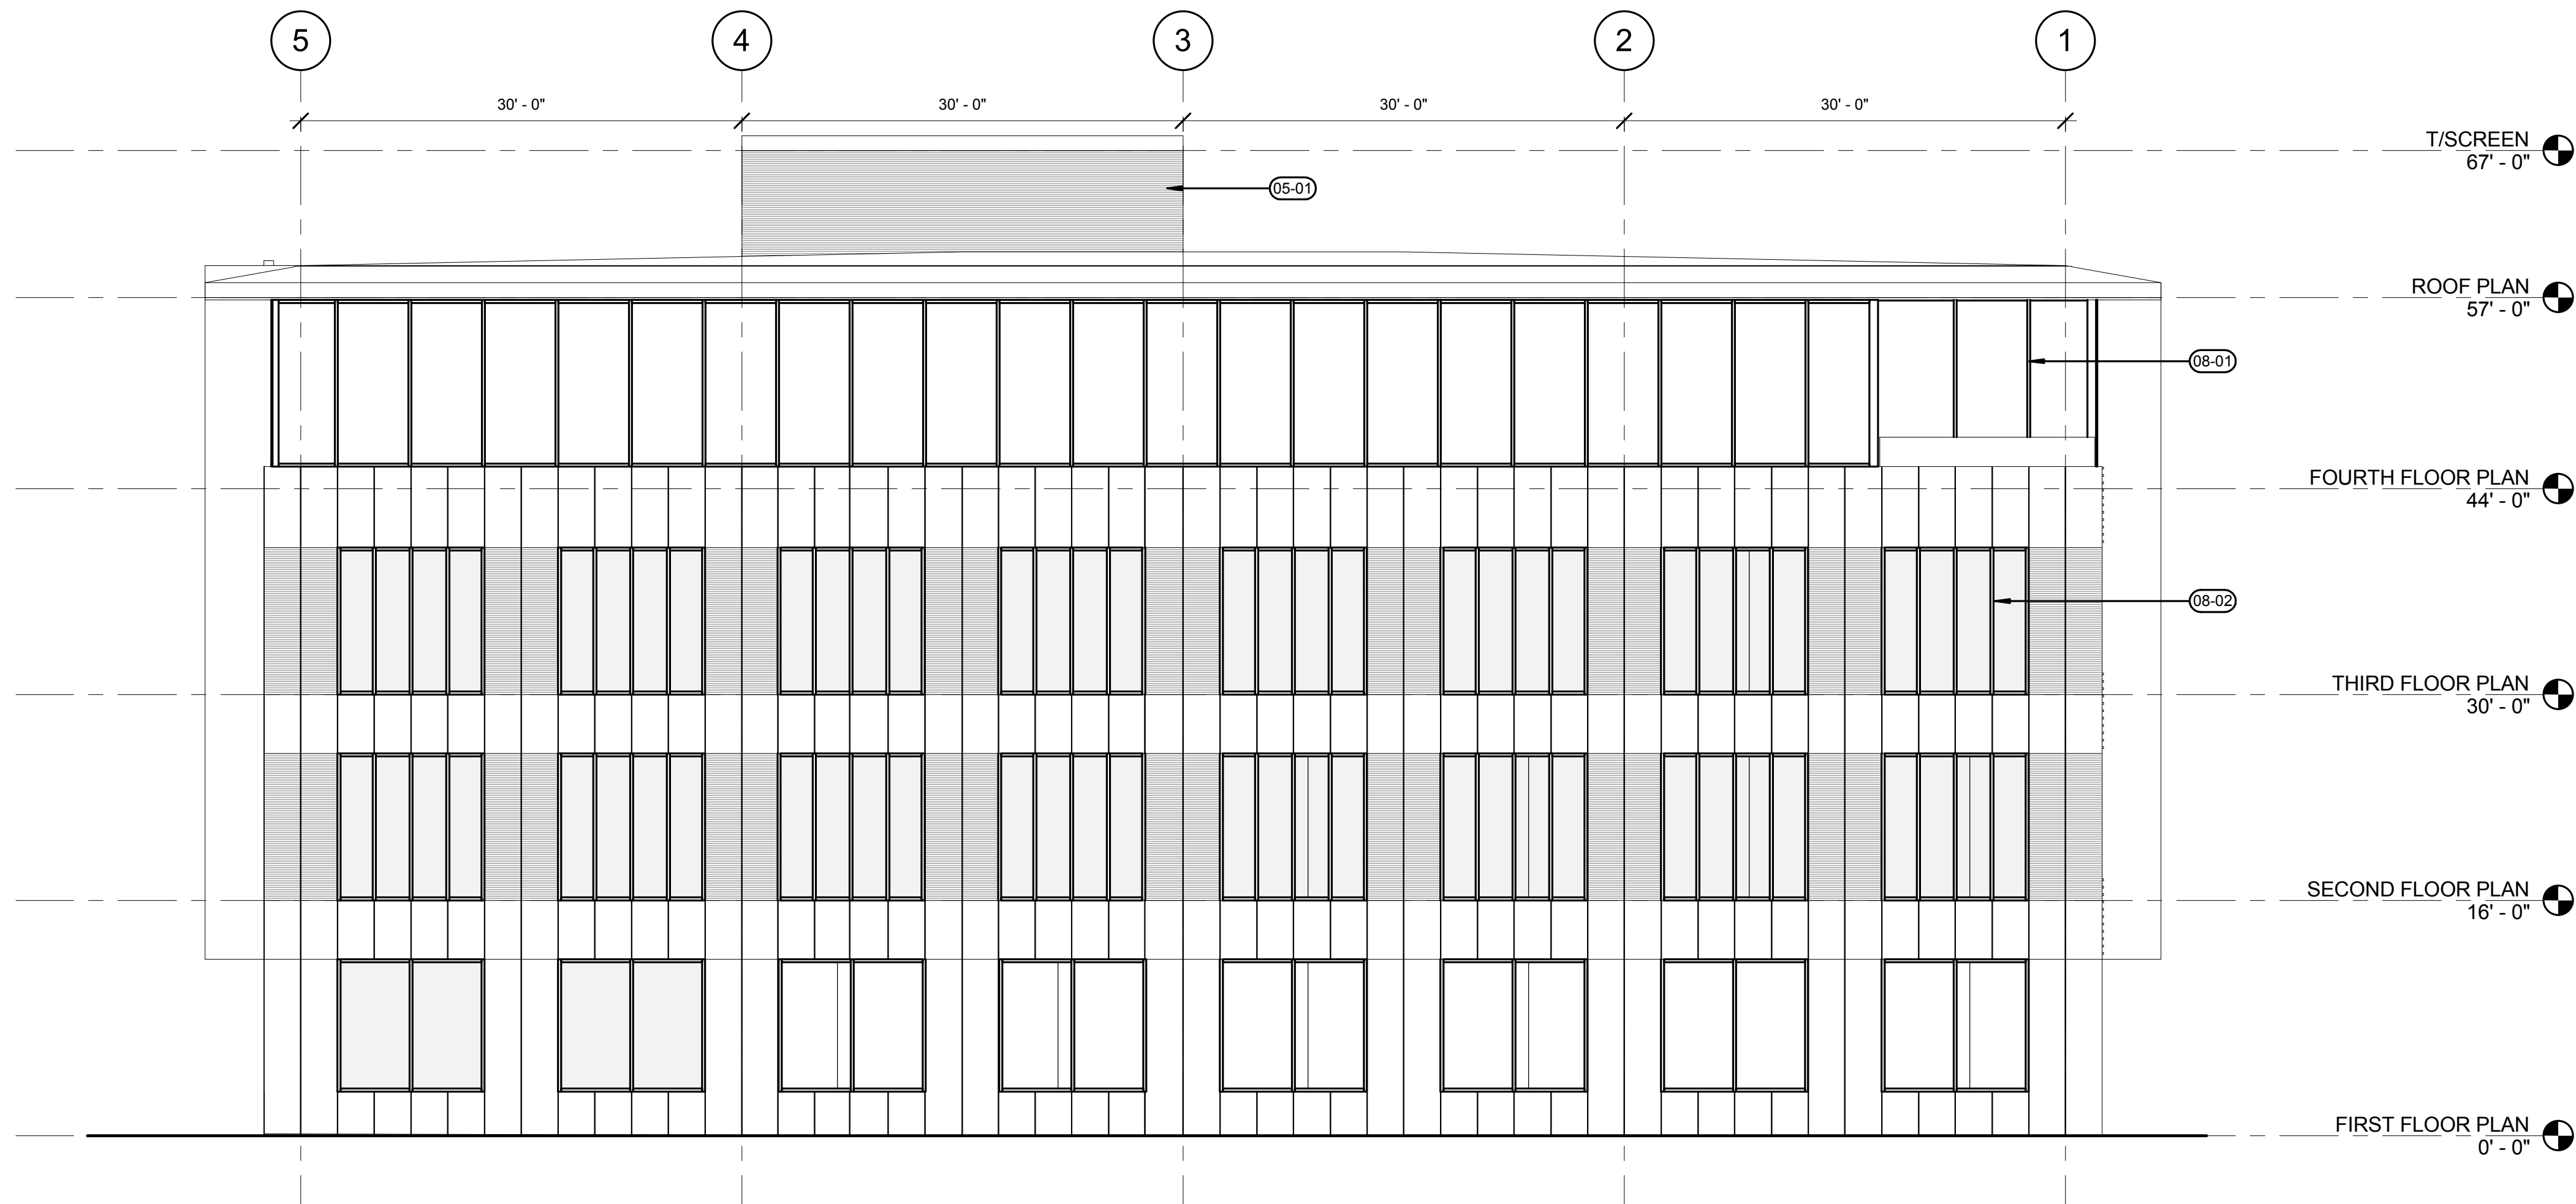 5
4
3
2
1
30' - 0"
30' - 0"
30' - 0"
30' - 0"
T/SCREEN
67' - 0"
05-01
ROOF PLAN
57' - 0"
08-01
FOURTH FLOOR PLAN
44' - 0"
08-02
THIRD FLOOR PLAN
30' - 0"
SECOND FLOOR PLAN
16' - 0"
FIRST FLOOR PLAN
0' - 0"